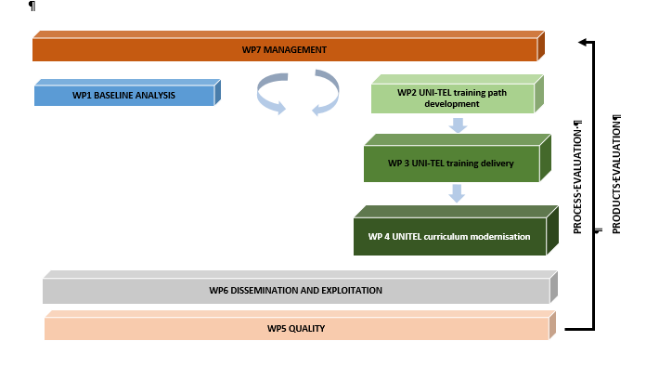 ¶
WP7 MANAGEMENT
WP1 BASELINE ANALYSIS
WP2 UNI-TEL training path
development
WP 3 UNI-TEL training delivery
WP 4 UNITEL curriculum modernisation
WP6 DISSEMINATION AND EXPLOITATION
WP5 QUALITY
PROCESS·EVALUATION·¶
¶
PRODUCTS·EVALUATION¶